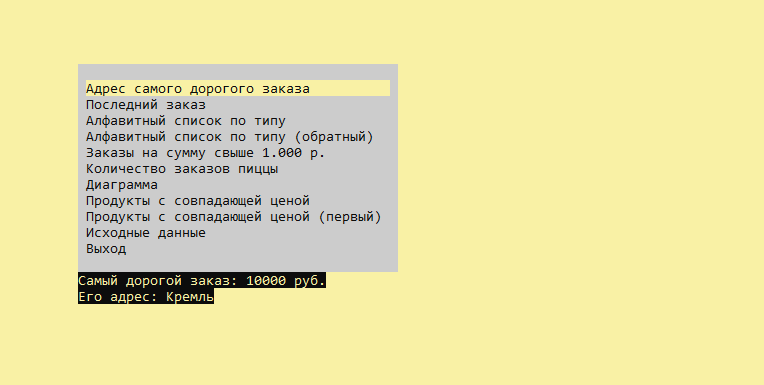 Адрес самого дорогого заказа
Последний заказ
Алфавитный список по типу
Алфавитный список по типу (обратный)
Заказы на сумму свыше 1.000 р.
Количество заказов пиццы
Диаграмма
Продукты с совпадающей ценой
Продукты с совпадающей ценой (первый)
Исходные данные
Выход
Самый дорогой заказ: 10000 руб.
Его адрес: Кремль